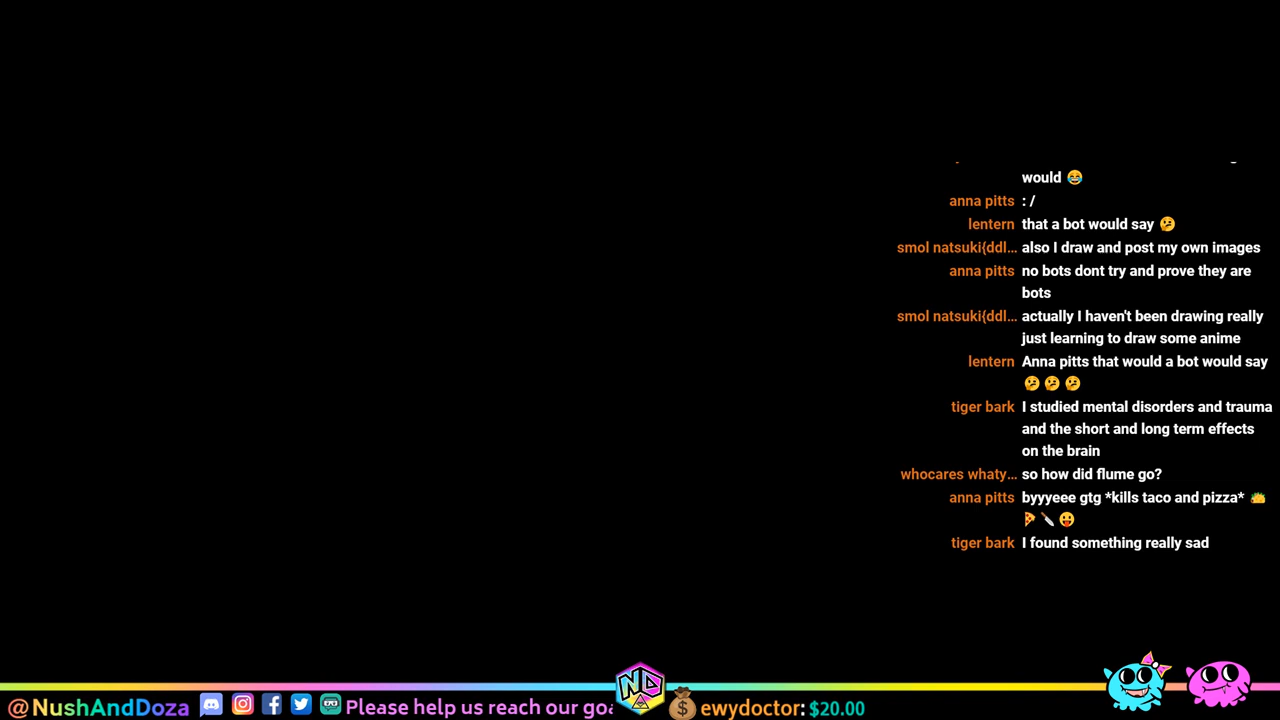 would 😂
anna pitts : /
lentern that a bot would say 🤔
smol natsuki{ddl… also I draw and post my own images
anna pitts no bots dont try and prove they are
bots
smol natsuki{ddl… actually I haven't been drawing really
just learning to draw some anime
lentern Anna pitts that would a bot would say
🤔 🤔 🤔
tiger bark I studied mental disorders and trauma
and the short and long term effects
on the brain
whocares whaty… so how did flume go?
anna pitts byyyeee gtg *kills taco and pizza* 🌮
🍕 🔪 😛
tiger bark I found something really sad
ND
@NushAndDoza Please help us reach our goa ewydoctor: $20.00